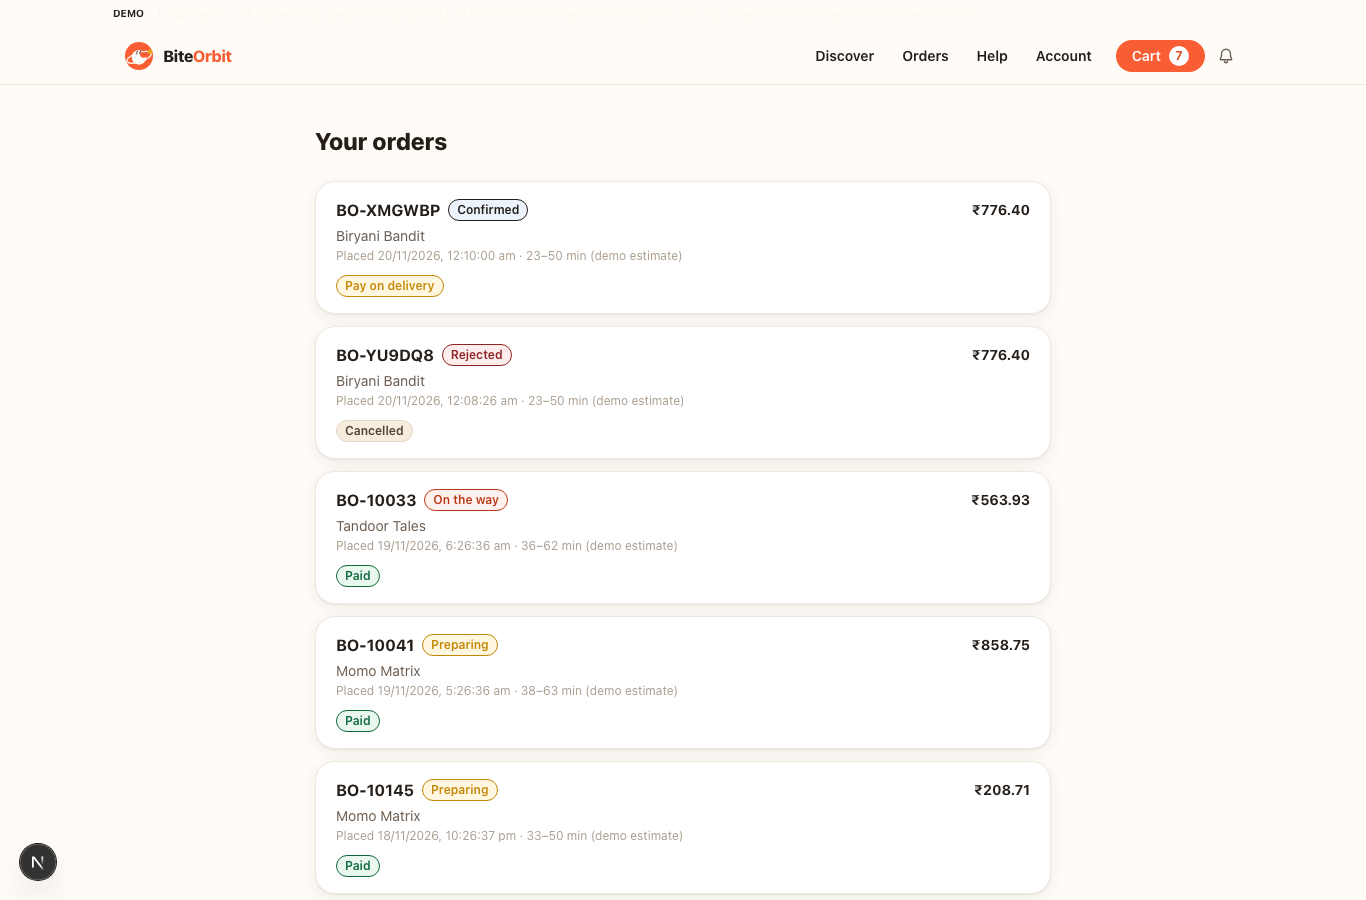 DEMO
BiteOrbit
Discover
Orders
Help
Account
Cart 7
Your orders
BO-XMGWBP Confirmed ₹776.40
Biryani Bandit
Placed 20/11/2026, 12:10:00 am · 23–50 min (demo estimate)
Pay on delivery
BO-YU9DQ8 Rejected ₹776.40
Biryani Bandit
Placed 20/11/2026, 12:08:26 am · 23–50 min (demo estimate)
Cancelled
BO-10033 On the way ₹563.93
Tandoor Tales
Placed 19/11/2026, 6:26:36 am · 36–62 min (demo estimate)
Paid
BO-10041 Preparing ₹858.75
Momo Matrix
Placed 19/11/2026, 5:26:36 am · 38–63 min (demo estimate)
Paid
BO-10145 Preparing ₹208.71
Momo Matrix
Placed 18/11/2026, 10:26:37 pm · 33–50 min (demo estimate)
Paid
N